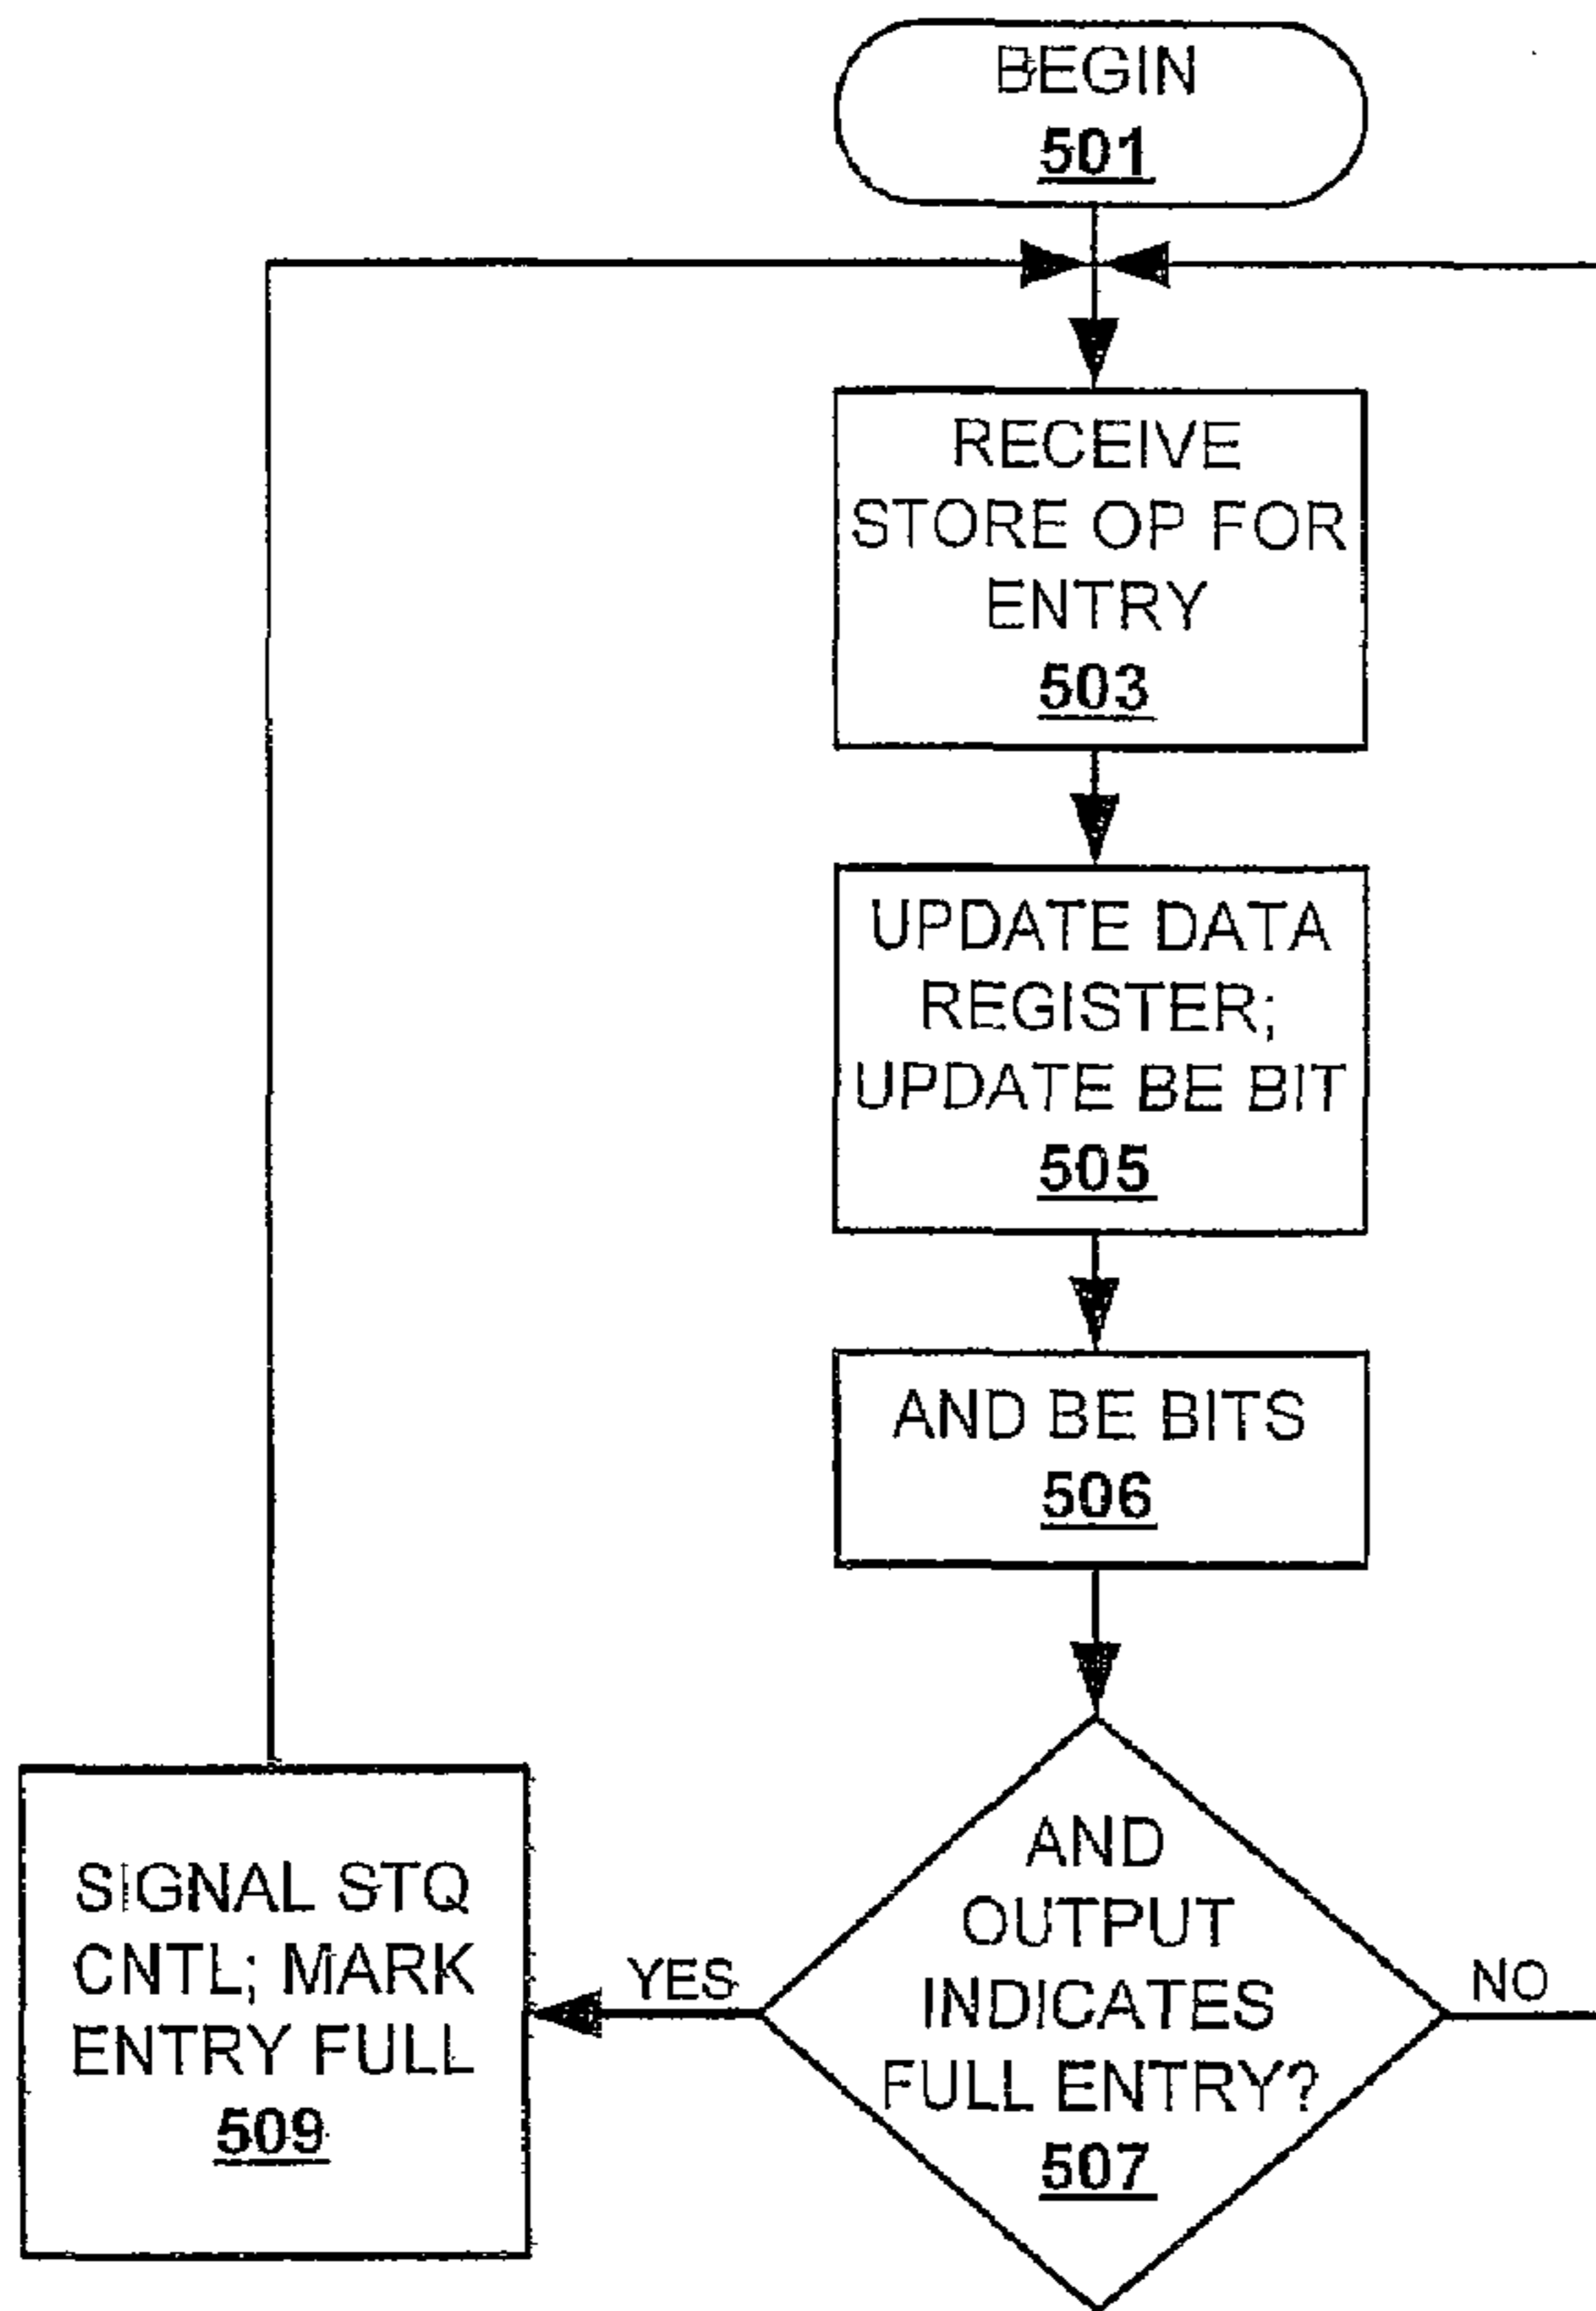 BEGIN
501
RECEIVE
STORE OP FOR
ENTRY
503
UPDATE DATA
REGISTER;
UPDATE BE BIT
505
AND BE BITS
506
AND
OUTPUT
INDICATES
FULL ENTRY?
507
YES
NO
SIGNAL STQ
CNTL; MARK
ENTRY FULL
509